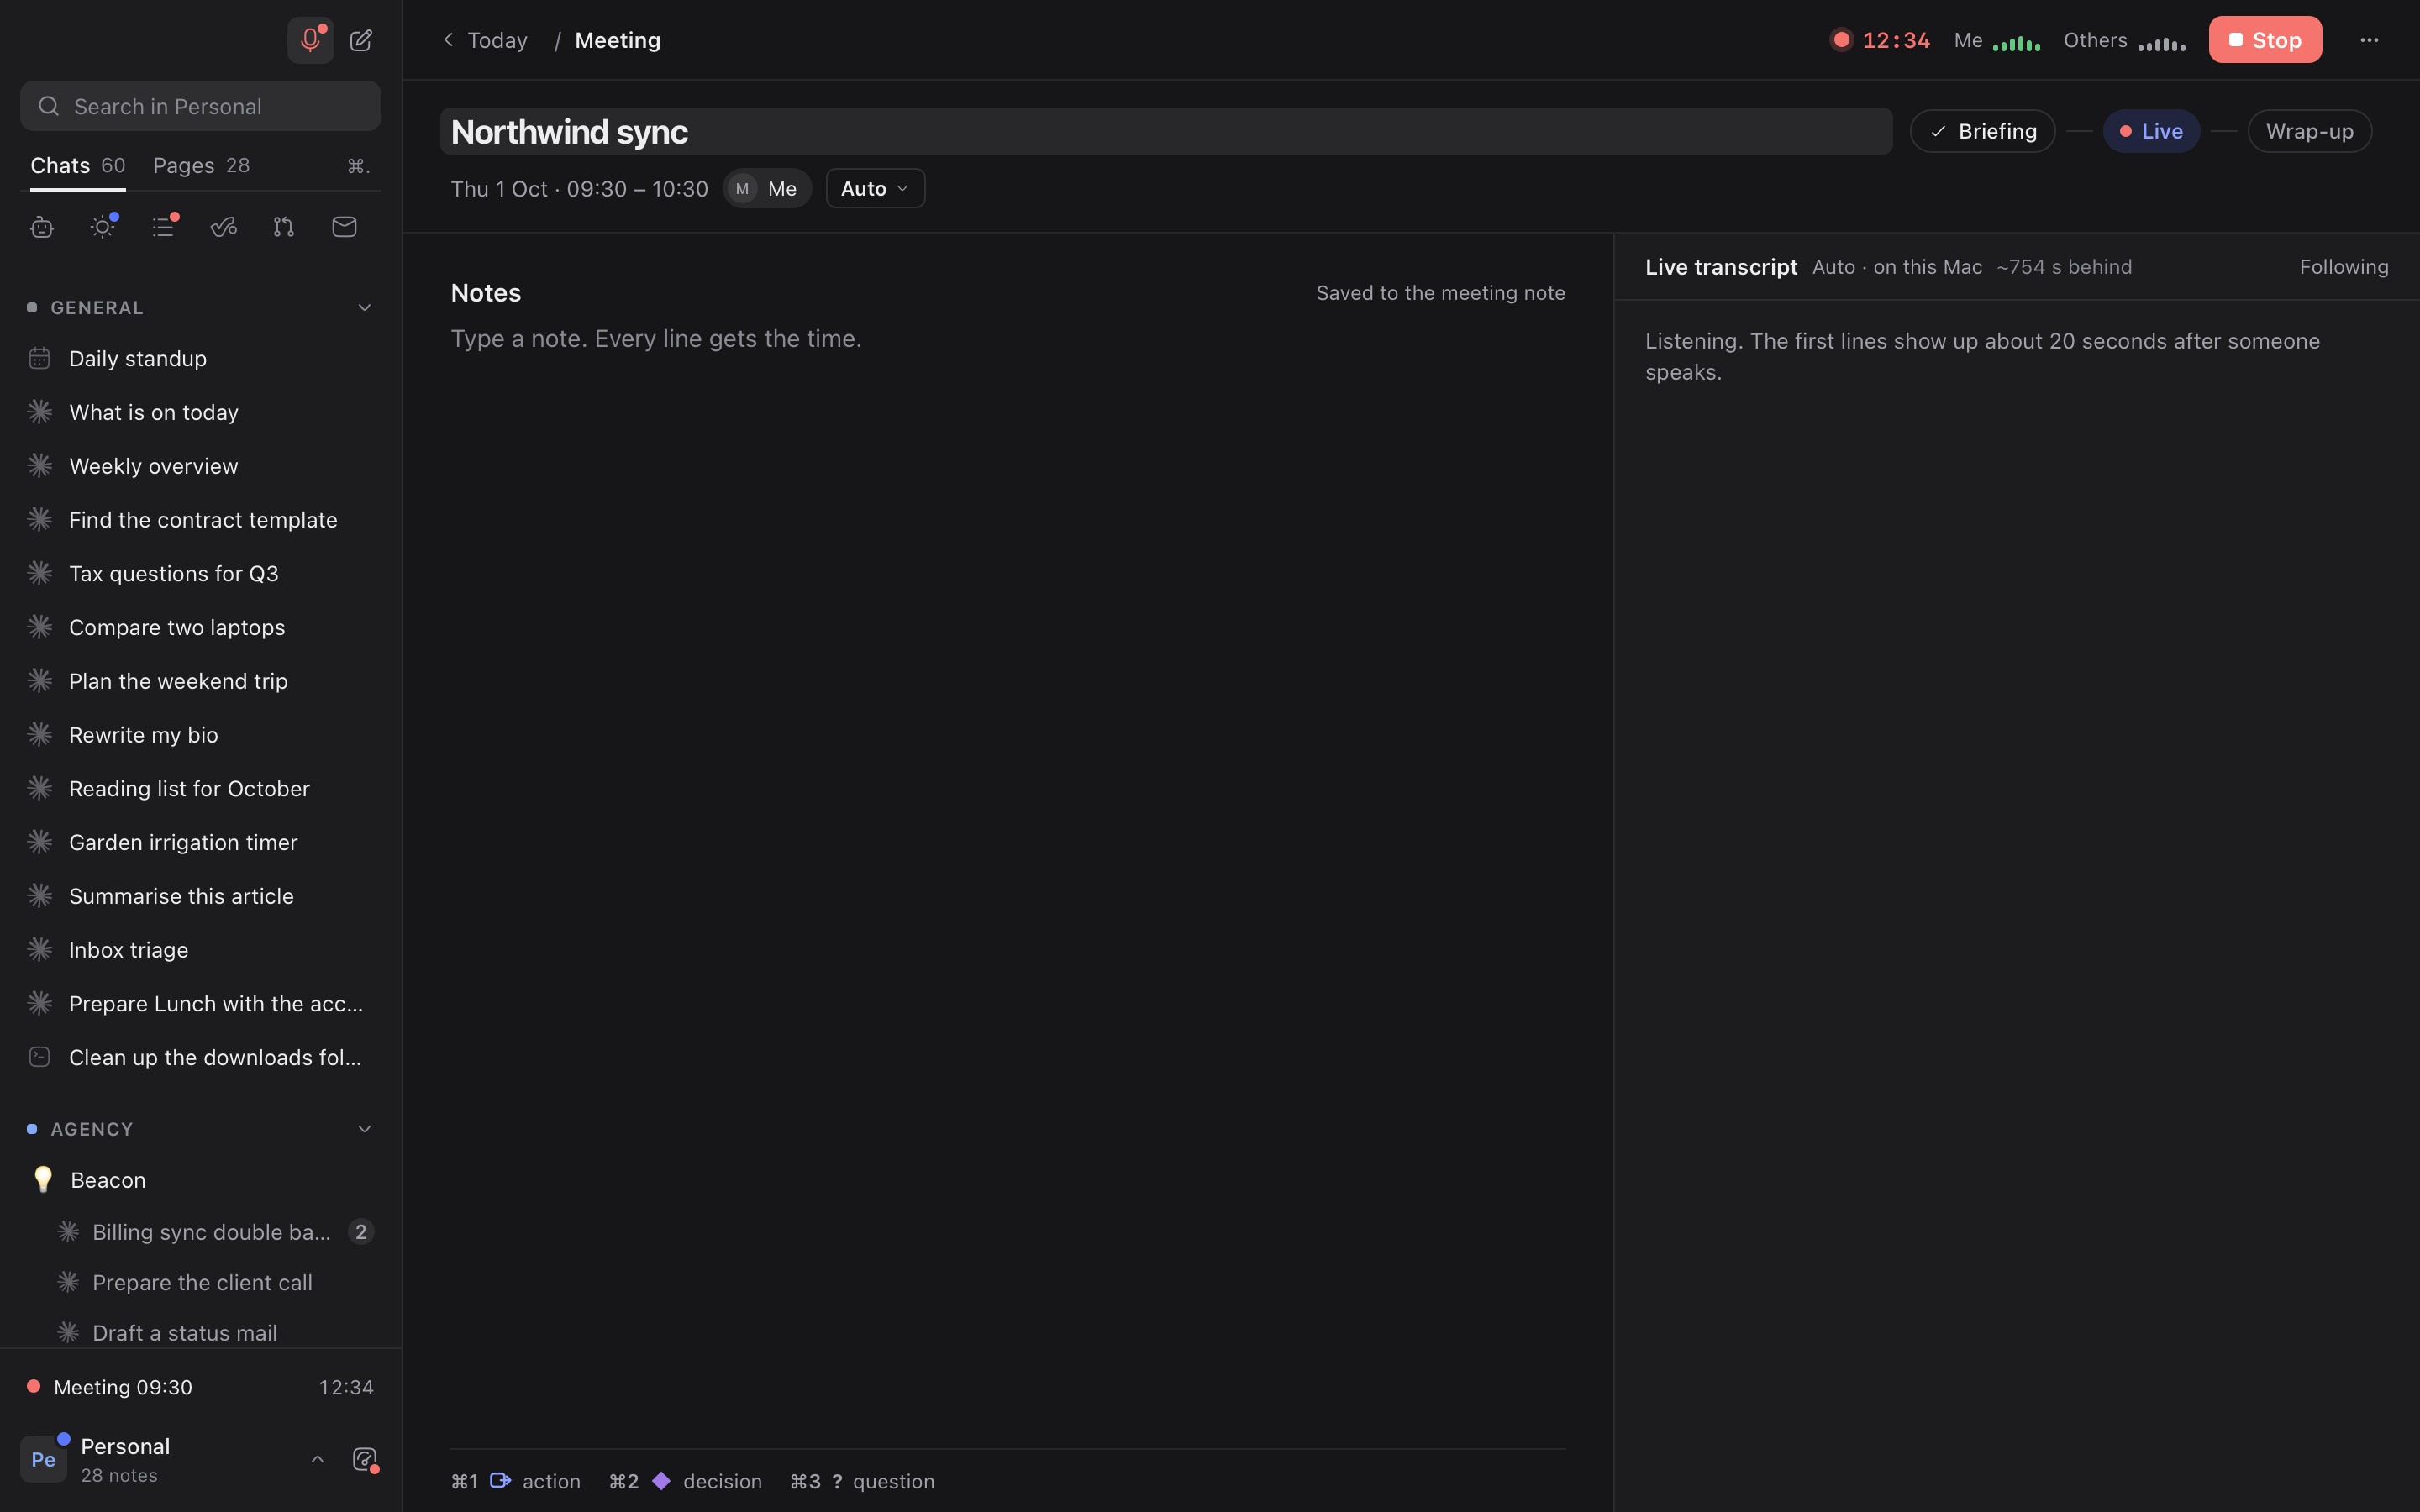 Search in Personal
Chats 60 Pages 28 ⌘.
GENERAL
Daily standup
What is on today
Weekly overview
Find the contract template
Tax questions for Q3
Compare two laptops
Plan the weekend trip
Rewrite my bio
Reading list for October
Garden irrigation timer
Summarise this article
Inbox triage
Prepare Lunch with the acc...
Clean up the downloads fol...
AGENCY
Beacon
Billing sync double ba... 2
Prepare the client call
Draft a status mail
Meeting 09:30 12:34
Pe Personal
28 notes
Today / Meeting
12:34 Me Others Stop
Northwind sync
Briefing Live Wrap-up
Thu 1 Oct · 09:30 – 10:30 M Me Auto
Notes Saved to the meeting note
Type a note. Every line gets the time.
⌘1 action ⌘2 decision ⌘3 ? question
Live transcript Auto · on this Mac ~754 s behind Following
Listening. The first lines show up about 20 seconds after someone
speaks.